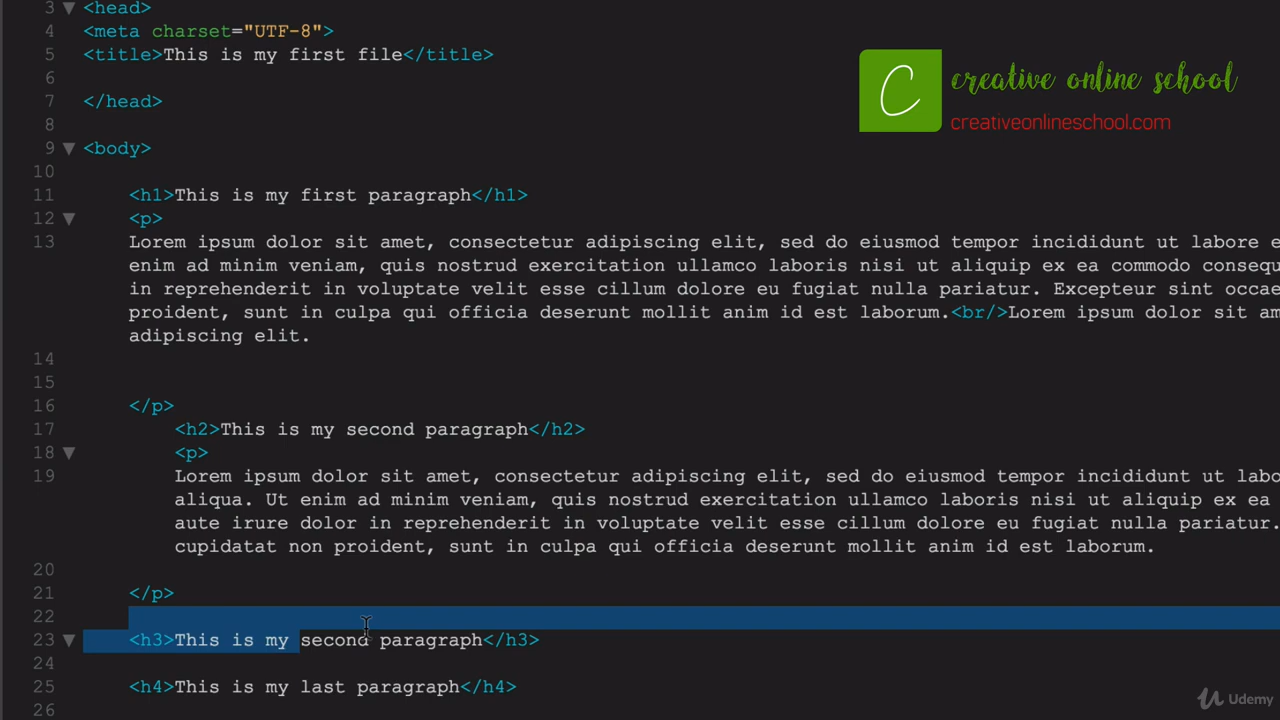 3 <head>
4 <meta charset="UTF-8">
5 <title>This is my first file</title>
6
7 </head>
8
9 <body>
10
11 <h1>This is my first paragraph</h1>
12 <p>
13 Lorem ipsum dolor sit amet, consectetur adipiscing elit, sed do eiusmod tempor incididunt ut labore e
enim ad minim veniam, quis nostrud exercitation ullamco laboris nisi ut aliquip ex ea commodo consequ
in reprehenderit in voluptate velit esse cillum dolore eu fugiat nulla pariatur. Excepteur sint occae
proident, sunt in culpa qui officia deserunt mollit anim id est laborum.<br/>Lorem ipsum dolor sit am
adipiscing elit.
14
15
16 </p>
17 <h2>This is my second paragraph</h2>
18 <p>
19 Lorem ipsum dolor sit amet, consectetur adipiscing elit, sed do eiusmod tempor incididunt ut labo
aliqua. Ut enim ad minim veniam, quis nostrud exercitation ullamco laboris nisi ut aliquip ex ea
aute irure dolor in reprehenderit in voluptate velit esse cillum dolore eu fugiat nulla pariatur.
cupidatat non proident, sunt in culpa qui officia deserunt mollit anim id est laborum.
20
21 </p>
22
23 <h3>This is my second paragraph</h3>
24
25 <h4>This is my last paragraph</h4>
26
C creative online school
creativeonlineschool.com
Udemy